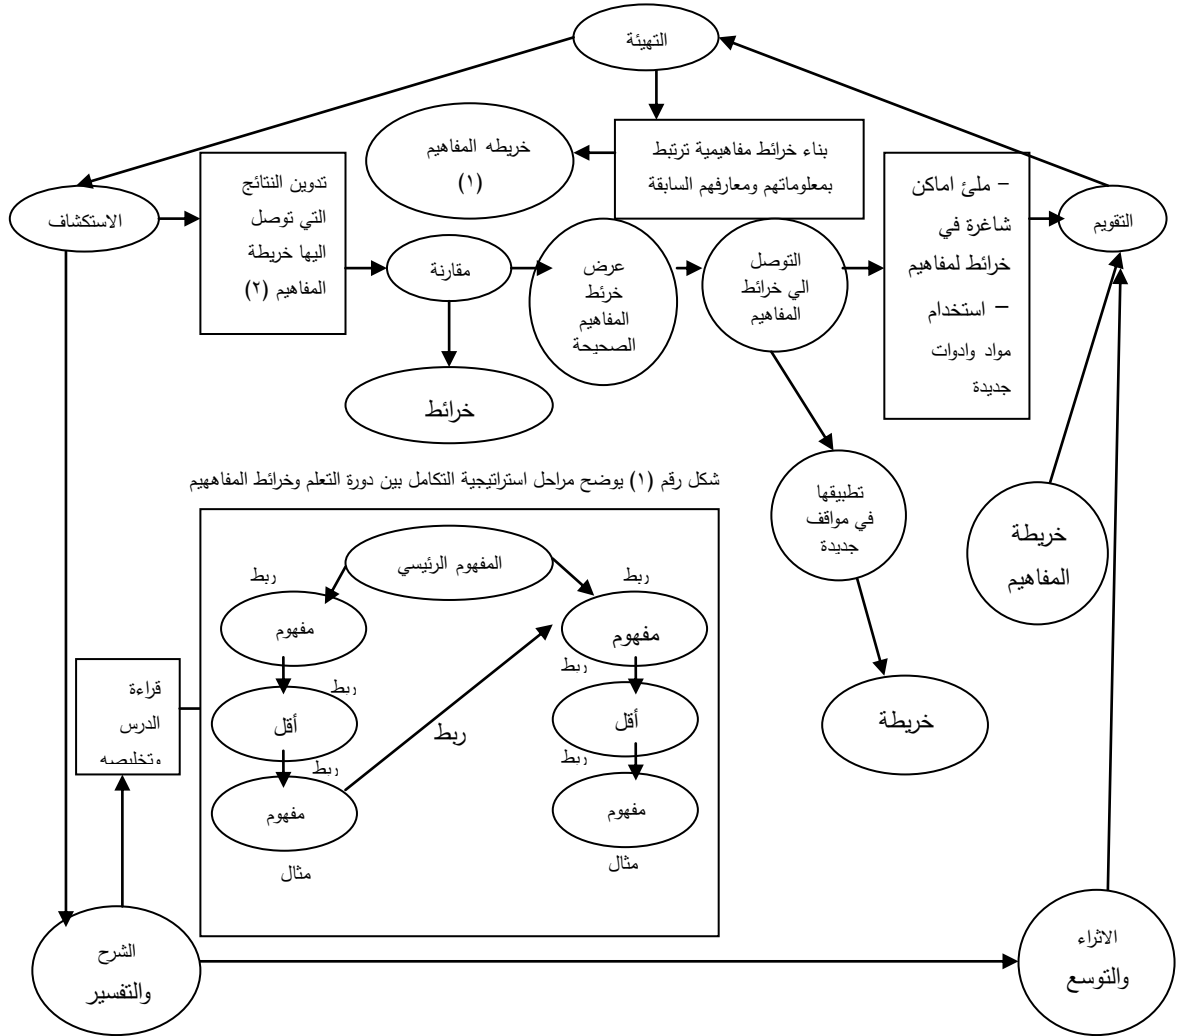 التهيئة
بناء خرائط مفاهيمية ترتبط
بمعلوماتهم ومعارفهم السابقة
خريطه المفاهيم
(١)
الاستكشاف
تدوين النتائج
التي توصل
اليها خريطة
المفاهيم (٢)
مقارنة
خرائط
عرض
خرئط
المفاهيم
الصحيحة
التوصل
الي خرائط
المفاهيم
– ملئ اماكن
شاغرة في
خرائط لمفاهيم
– استخدام
مواد وادوات
جديدة
التقويم
تطبيقها
في مواقف
جديدة
خريطة
خريطة
المفاهيم
شكل رقم (١) يوضح مراحل استراتيجية التكامل بين دورة التعلم وخرائط المفاههيم
المفهوم الرئيسي
ربط
ربط
مفهوم
مفهوم
ربط
ربط
أقل
أقل
ربط
ربط
ربط
مفهوم
مفهوم
مثال
مثال
قراءة
الدرس
وتخليصه
الشرح
والتفسير
الاثراء
والتوسع